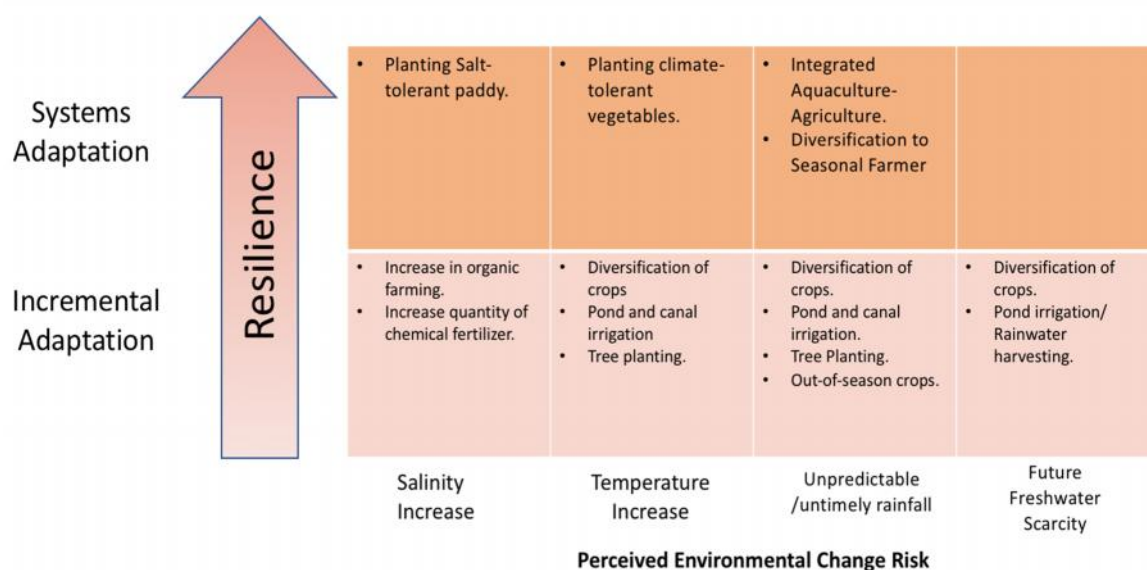 Systems
Adaptation
Resilience
• Planting Salt-
tolerant paddy.
• Planting climate-
tolerant
vegetables.
• Integrated
Aquaculture-
Agriculture.
• Diversification to
Seasonal Farmer
Incremental
Adaptation
• Increase in organic
farming.
• Increase quantity of
chemical fertilizer.
• Diversification of
crops
• Pond and canal
irrigation
• Tree planting.
• Diversification of
crops.
• Pond and canal
irrigation.
• Tree Planting.
• Out-of-season crops.
• Diversification of
crops.
• Pond irrigation/
Rainwater
harvesting.
Salinity
Increase
Temperature
Increase
Unpredictable
/untimely rainfall
Future
Freshwater
Scarcity
Perceived Environmental Change Risk